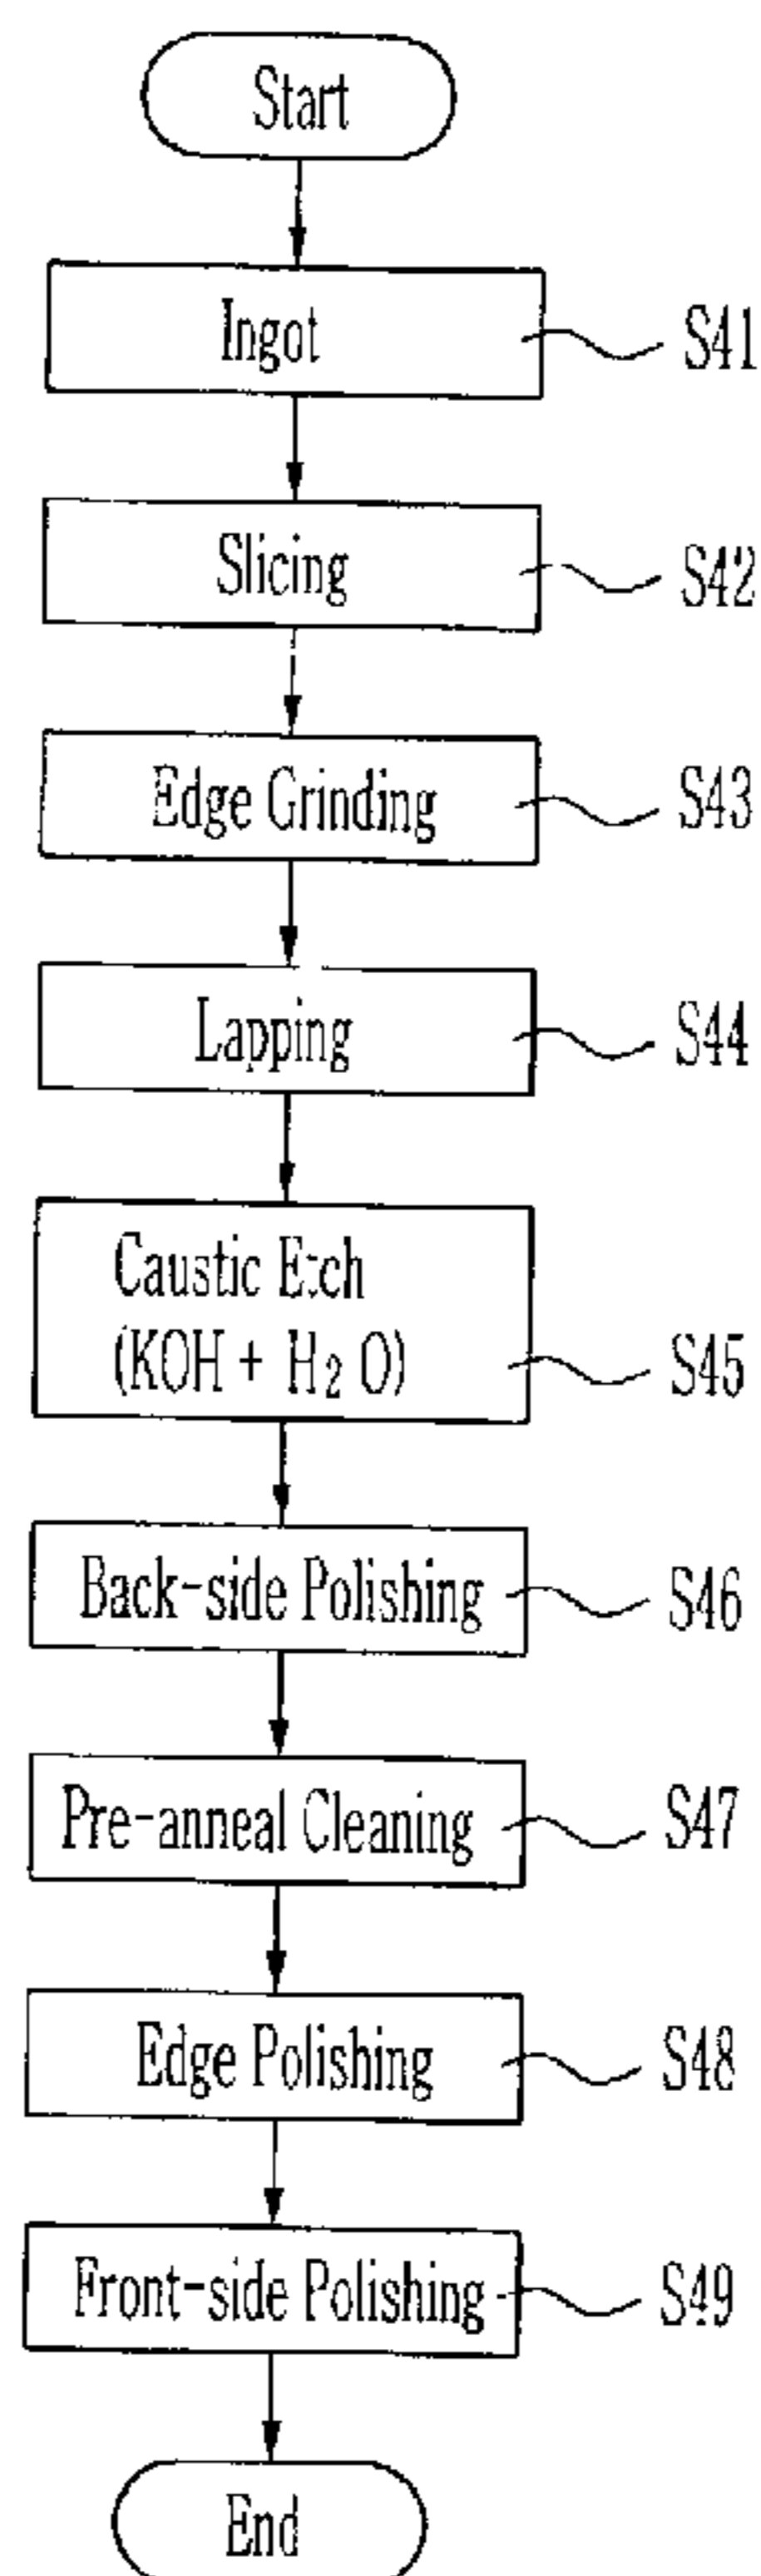 Start
Ingot
S41
Slicing
S42
Edge Grinding
S43
Lapping
S44
Caustic Etch
(KOH + H₂ O)
S45
Back-side Polishing
S46
Pre-anneal Cleaning
S47
Edge Polishing
S48
Front-side Polishing
S49
End